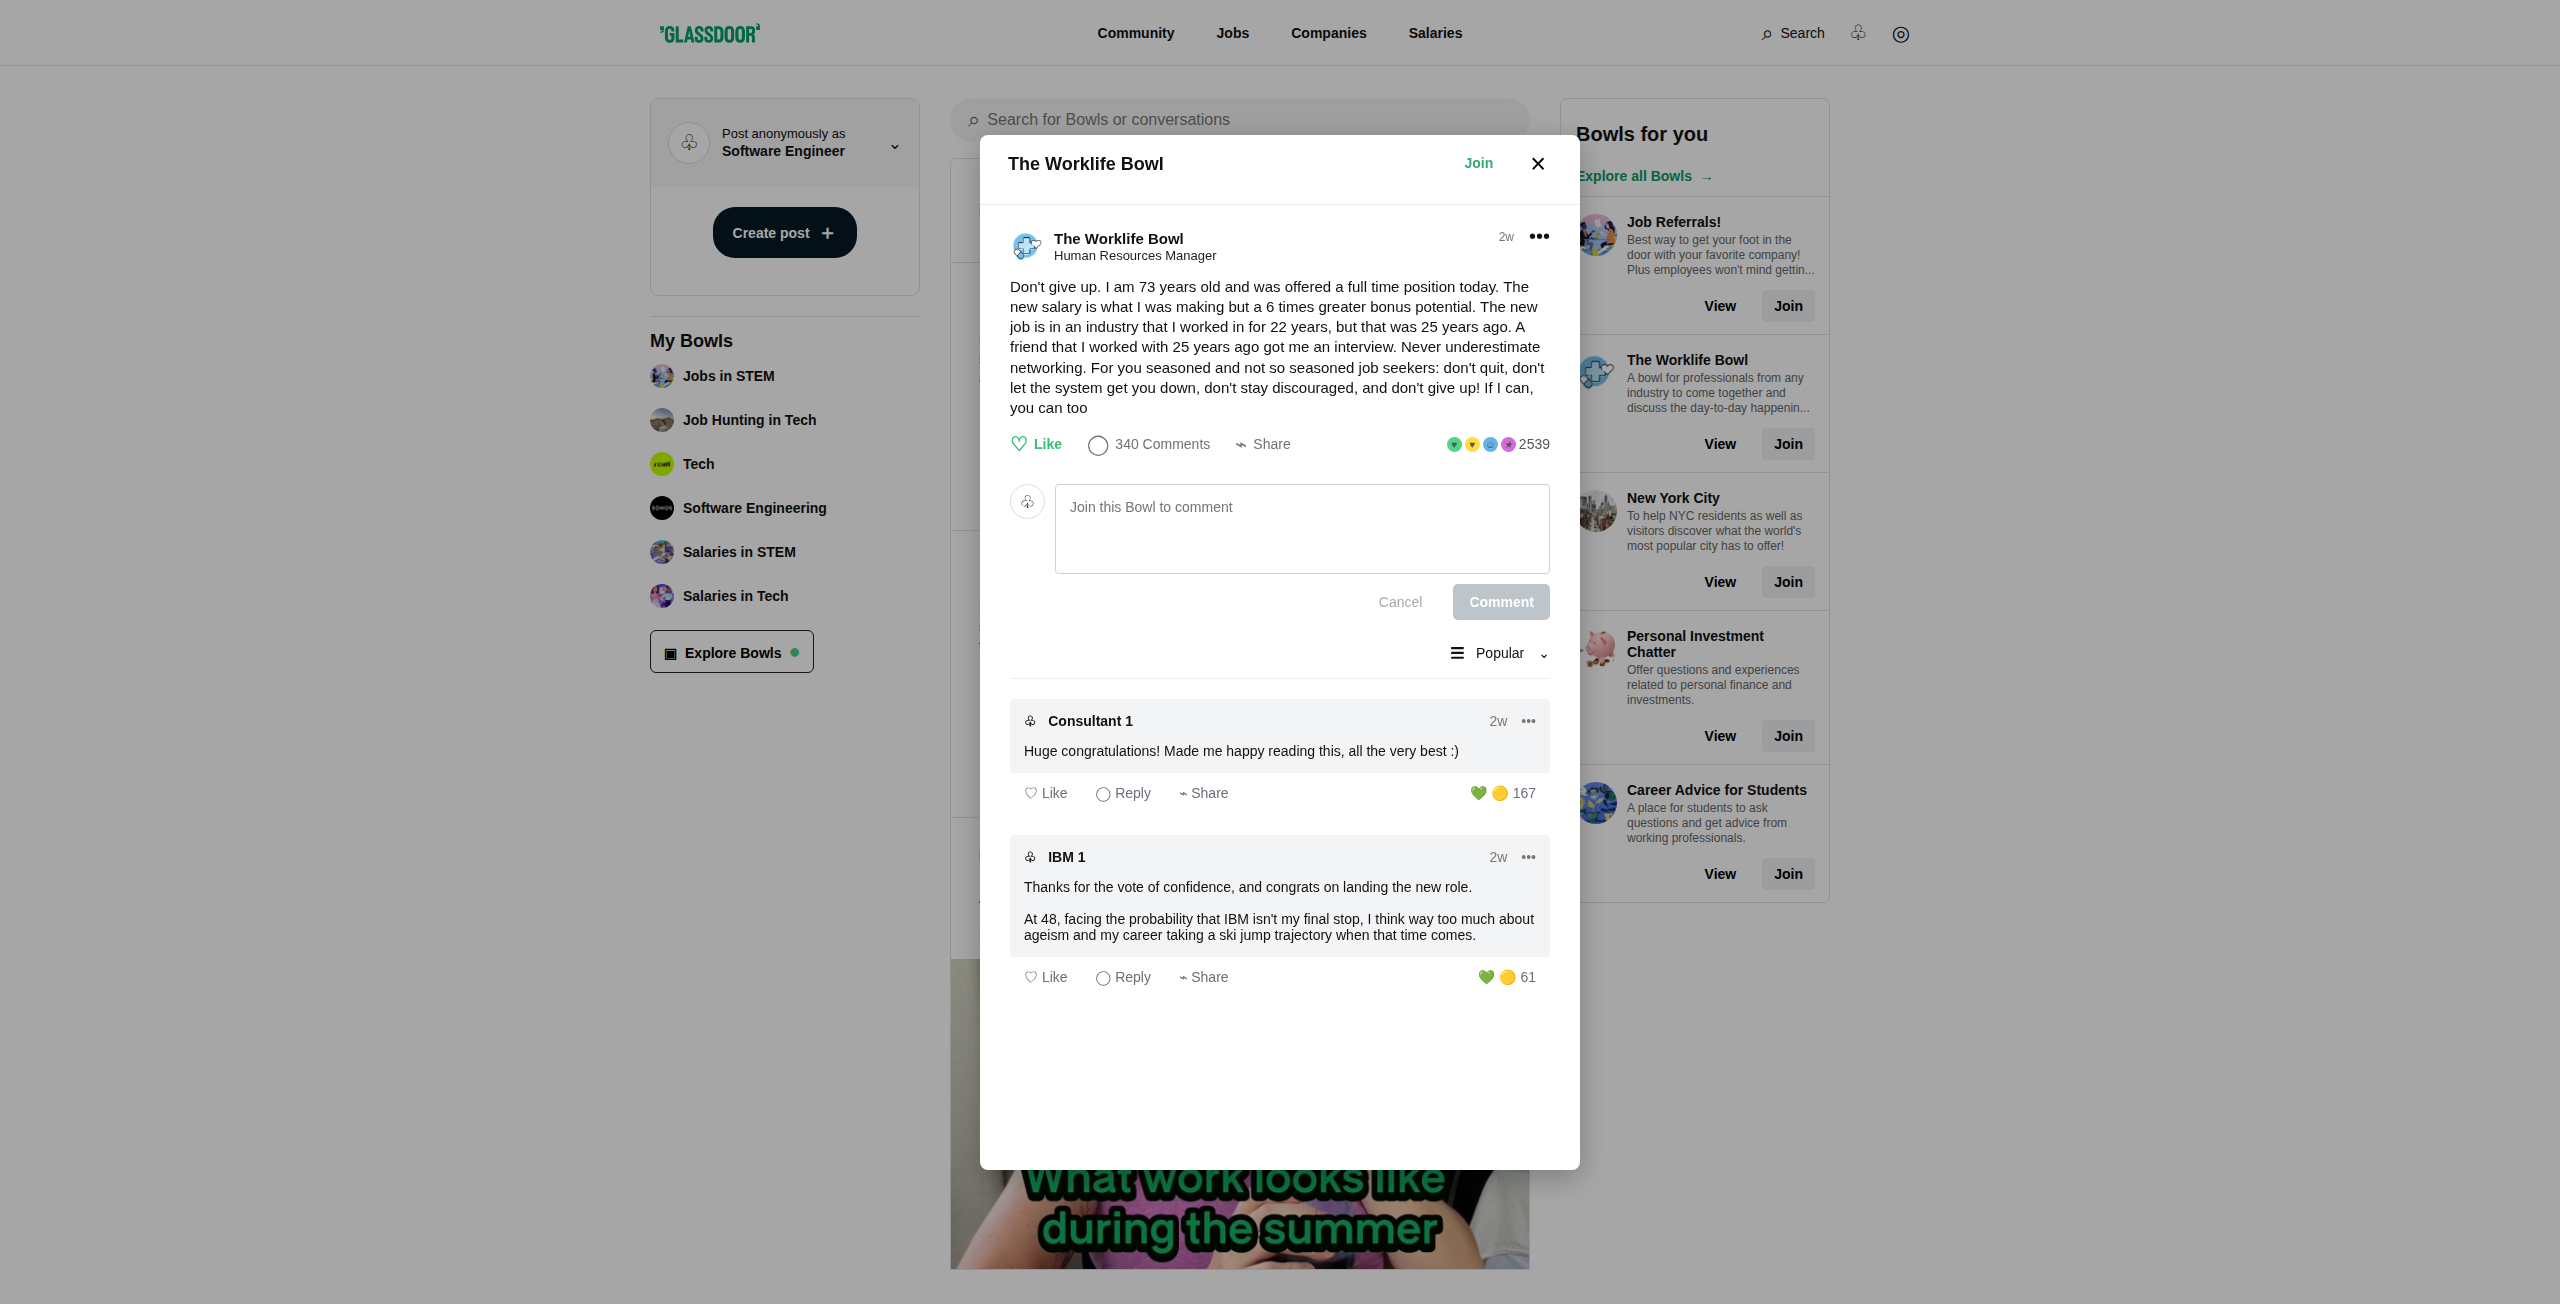 GLASSDOOR
Community
Jobs
Companies
Salaries
Search
Post anonymously as
Software Engineer
Create post +
My Bowls
Jobs in STEM
Job Hunting in Tech
Tech
Software Engineering
Salaries in STEM
Salaries in Tech
Explore Bowls
Search for Bowls or conversations
The Worklife Bowl
Join
The Worklife Bowl
2w
Human Resources Manager
Don't give up. I am 73 years old and was offered a full time position today. The
new salary is what I was making but a 6 times greater bonus potential. The new
job is in an industry that I worked in for 22 years, but that was 25 years ago. A
friend that I worked with 25 years ago got me an interview. Never underestimate
networking. For you seasoned and not so seasoned job seekers: don't quit, don't
let the system get you down, don't stay discouraged, and don't give up! If I can,
you can too
Like
340 Comments
Share
2539
Join this Bowl to comment
Cancel
Comment
Popular
Consultant 1
2w
Huge congratulations! Made me happy reading this, all the very best :)
Like
Reply
Share
167
IBM 1
2w
Thanks for the vote of confidence, and congrats on landing the new role.
At 48, facing the probability that IBM isn't my final stop, I think way too much about
ageism and my career taking a ski jump trajectory when that time comes.
Like
Reply
Share
61
What work looks like
during the summer
Bowls for you
Explore all Bowls →
Job Referrals!
Best way to get your foot in the
door with your favorite company!
Plus employees won't mind gettin...
View
Join
The Worklife Bowl
A bowl for professionals from any
industry to come together and
discuss the day-to-day happenin...
View
Join
New York City
To help NYC residents as well as
visitors discover what the world's
most popular city has to offer!
View
Join
Personal Investment
Chatter
Offer questions and experiences
related to personal finance and
investments.
View
Join
Career Advice for Students
A place for students to ask
questions and get advice from
working professionals.
View
Join